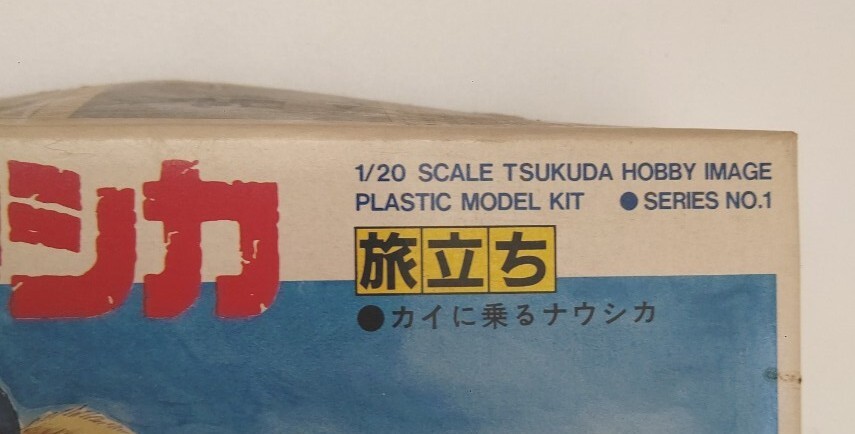 シカ
1/20 SCALE TSUKUDA HOBBY IMAGE
PLASTIC MODEL KIT ●SERIES NO.1
旅立ち
●カイに乗るナウシカ